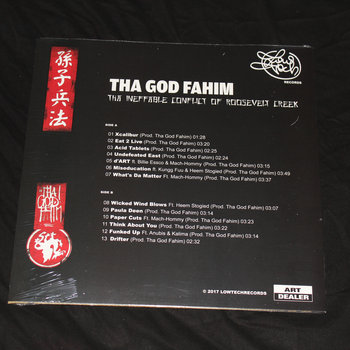 孫子兵法
RECORDS
THA GOD FAHIM
THA INEFFABLE CONFLICT OF ROOSEVELT CREEK
SIDE A
01 Xcalibur (Prod. Tha God Fahim) 01:28
02 Eat 2 Live (Prod. Tha God Fahim) 03:20
03 Acid Tablets (Prod. Tha God Fahim) 02:25
04 Undefeated East (Prod. Tha God Fahim) 02:24
05 d'ART ft. Billie Essco & Mach-Hommy (Prod. Tha God Fahim) 03:15
06 Miseducation ft. Kungg Fuu & Heem Stogied (Prod. Tha God Fahim) 03:49
07 What's Da Matter Ft. Mach-Hommy (Prod. Tha God Fahim) 03:37
SIDE B
08 Wicked Wind Blows Ft. Heem Stogied (Prod. Tha God Fahim) 03:07
09 Paula Deen (Prod. Tha God Fahim) 03:14
10 Paper Cuts Ft. Mach-Hommy (Prod. Tha God Fahim) 03:23
11 Think About You (Prod. Tha God Fahim) 03:22
12 Funked Up Ft. Anubis & Kalima (Prod. Tha God Fahim) 03:14
13 Drifter (Prod. Tha God Fahim) 02:32
THA
GOD
FAHIM
© 2017 LOWTECHRECORDS
ART
DEALER